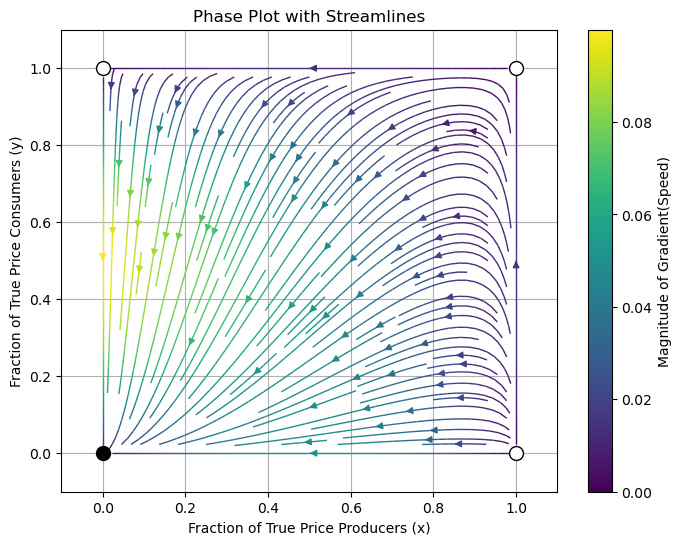 Phase Plot with Streamlines
Fraction of True Price Consumers (y)
1.0
0.8
0.6
0.4
0.2
0.0
0.0 0.2 0.4 0.6 0.8 1.0
Fraction of True Price Producers (x)
0.08
0.06
0.04
0.02
0.00
Magnitude of Gradient(Speed)